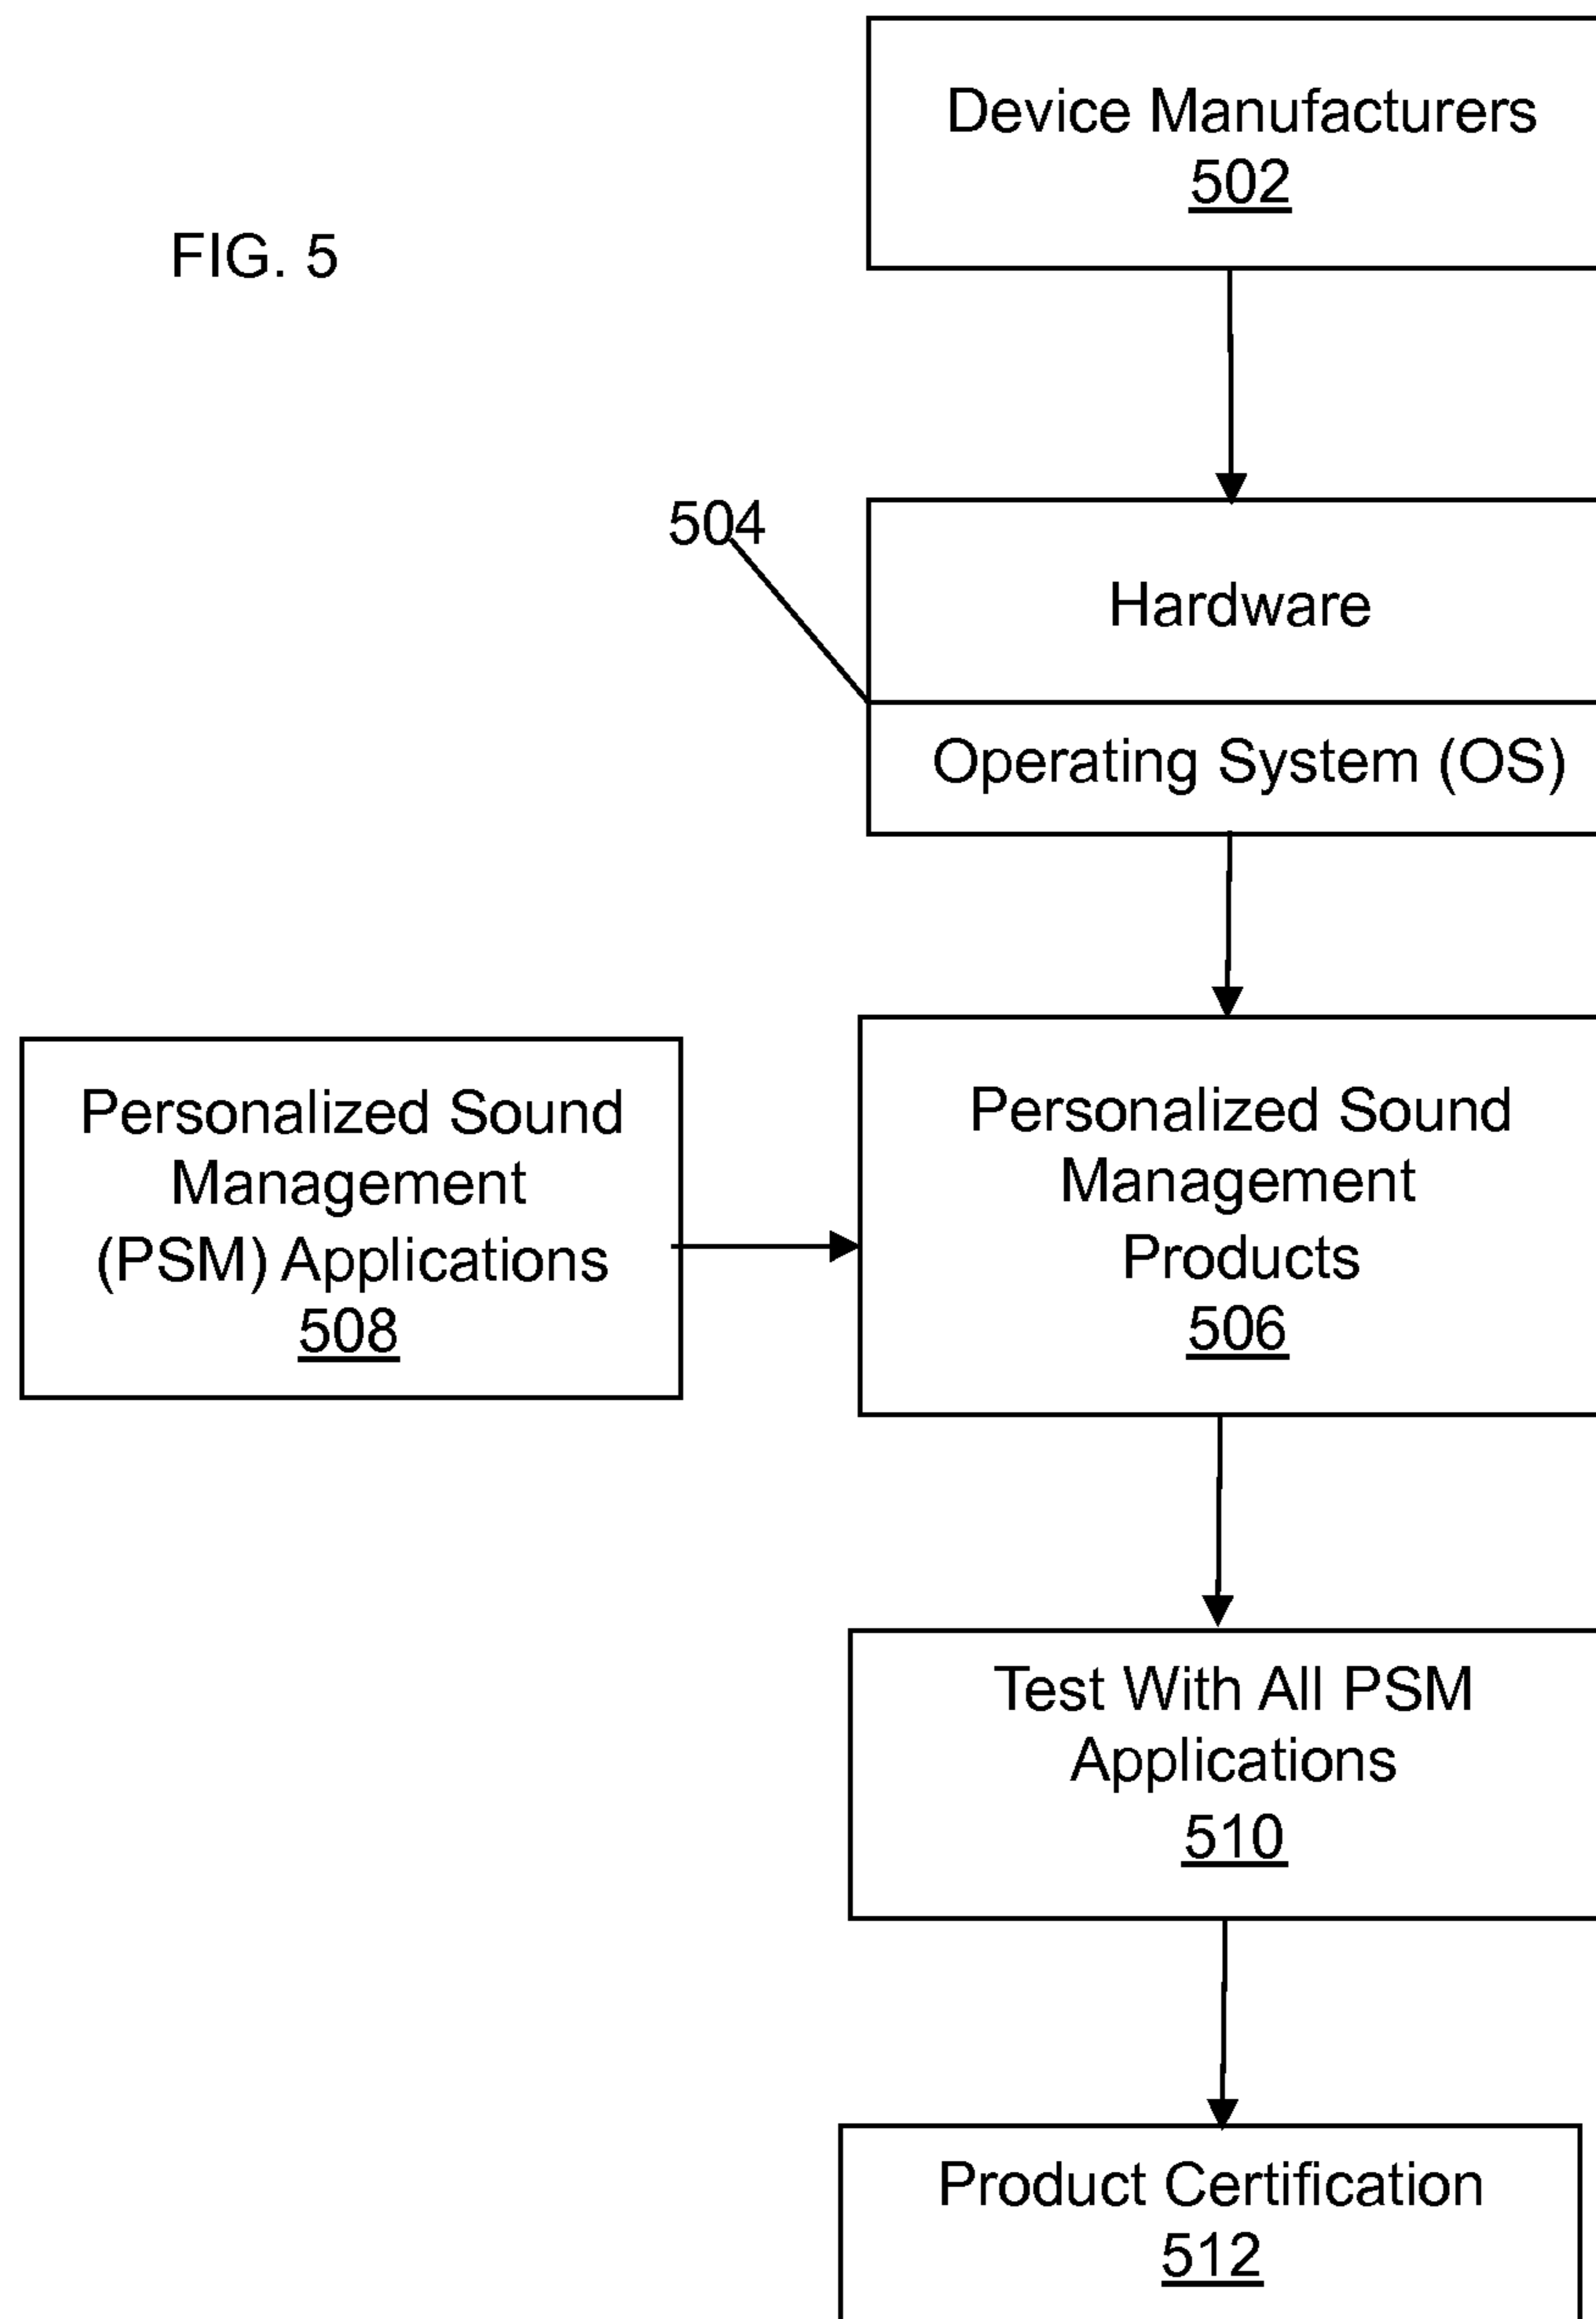 Device Manufacturers
502
FIG. 5
504
Hardware
Operating System (OS)
Personalized Sound
Management
(PSM) Applications
508
Personalized Sound
Management
Products
506
Test With All PSM
Applications
510
Product Certification
512